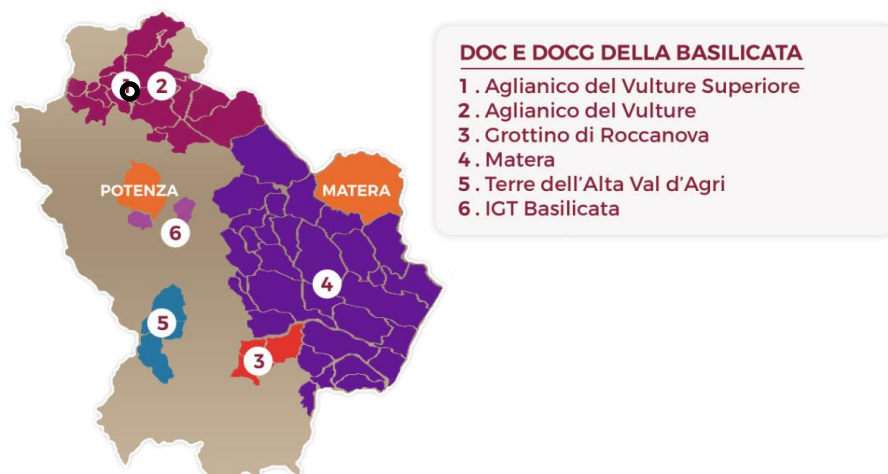 DOC E DOCG DELLA BASILICATA
1 . Aglianico del Vulture Superiore
2 . Aglianico del Vulture
3 . Grottino di Roccanova
4 . Matera
5 . Terre dell'Alta Val d'Agri
6 . IGT Basilicata
1
2
POTENZA
MATERA
6
4
5
3